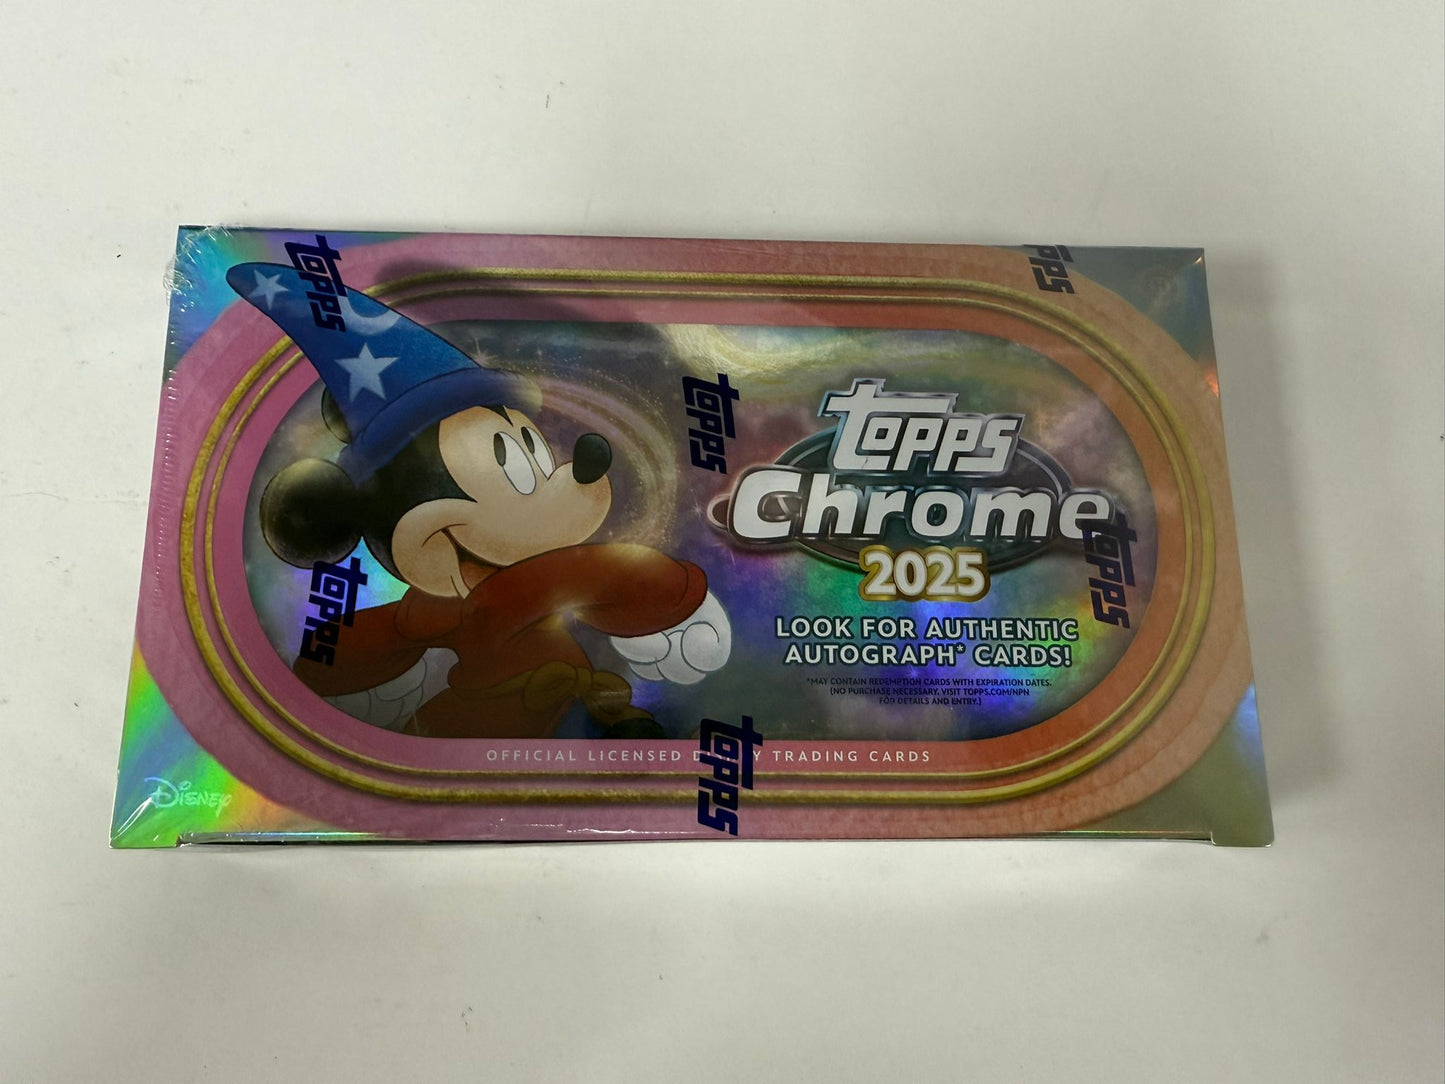 topps
topps
topps
topps
Chrome
2025
topps
topps
LOOK FOR AUTHENTIC
AUTOGRAPH* CARDS!
*MAY CONTAIN REDEMPTION CARDS WITH EXPIRATION DATES.
(NO PURCHASE NECESSARY. VISIT TOPPS.COM/NPN
FOR DETAILS AND ENTRY.)
OFFICIAL LICENSED TRADING CARDS
topps
Disney